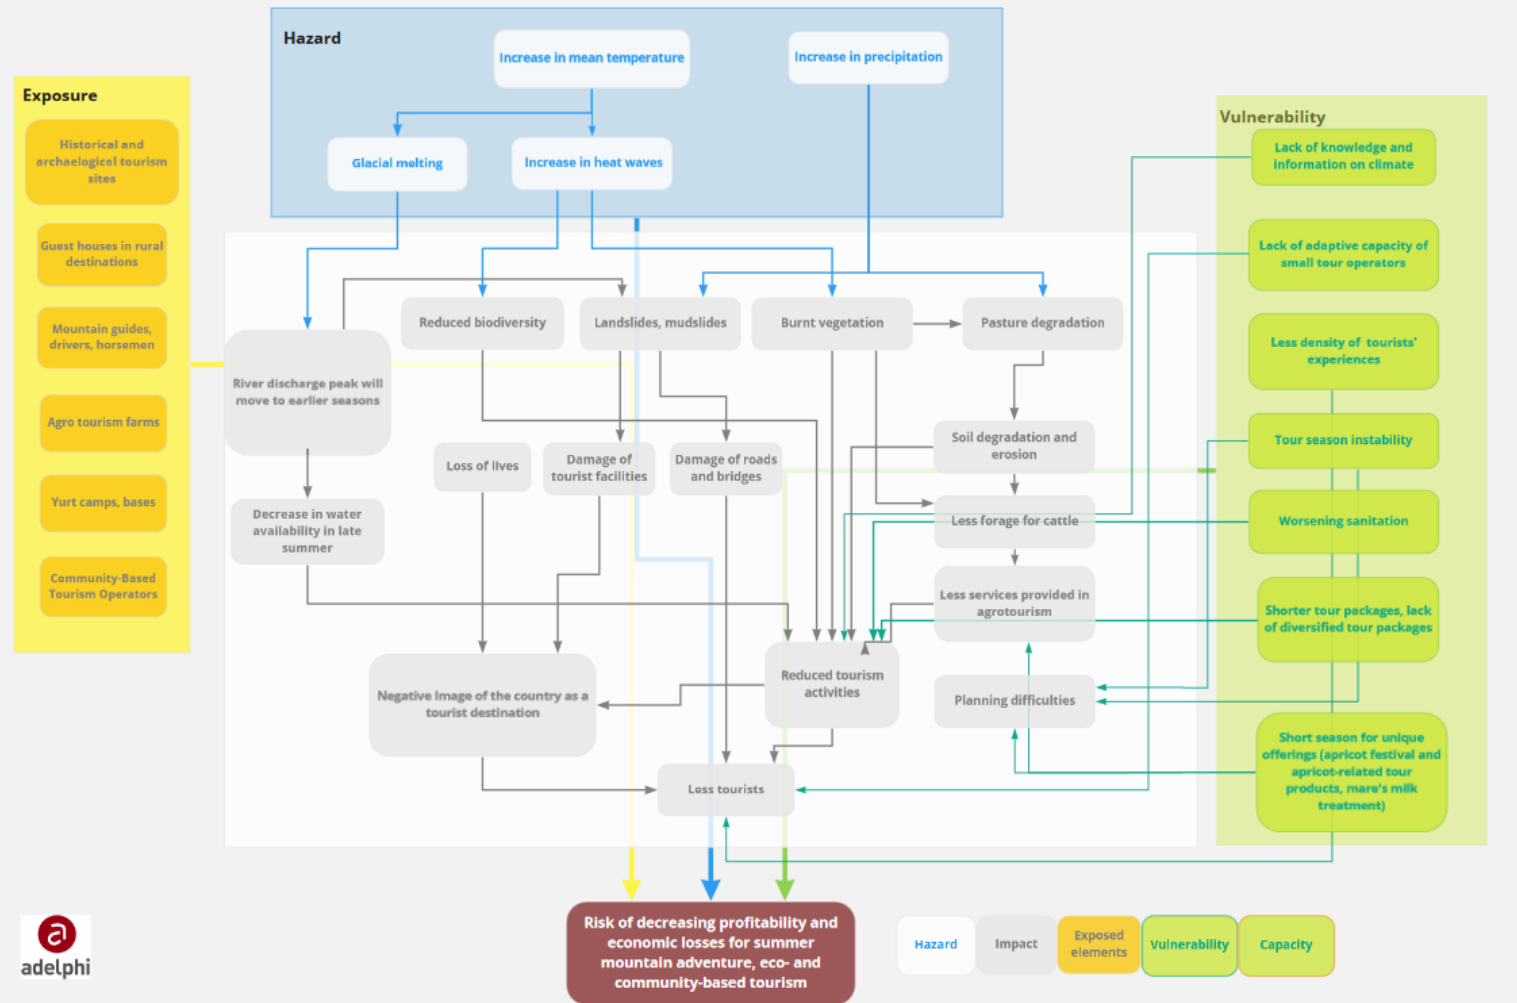 Hazard
Increase in mean temperature
Increase in precipitation
Glacial melting
Increase in heat waves
Exposure
Historical and
archaelogical tourism
sites
Guest houses in rural
destinations
Mountain guides,
drivers, horsemen
Agro tourism farms
Yurt camps, bases
Community-Based
Tourism Operators
Reduced biodiversity
Landslides, mudslides
Burnt vegetation
Pasture degradation
River discharge peak will
move to earlier seasons
Loss of lives
Damage of
tourist facilities
Damage of roads
and bridges
Soil degradation and
erosion
Decrease in water
availability in late
summer
Less forage for cattle
Less services provided in
agrotourism
Negative Image of the country as a
tourist destination
Reduced tourism
activities
Planning difficulties
Less tourists
Vulnerability
Lack of knowledge and
information on climate
Lack of adaptive capacity of
small tour operators
Less density of tourists'
experiences
Tour season instability
Worsening sanitation
Shorter tour packages, lack
of diversified tour packages
Short season for unique
offerings (apricot festival and
apricot-related tour
products, mare's milk
treatment)
a
adelphi
Risk of decreasing profitability and
economic losses for summer
mountain adventure, eco- and
community-based tourism
Hazard
Impact
Exposed
elements
Vulnerability
Capacity